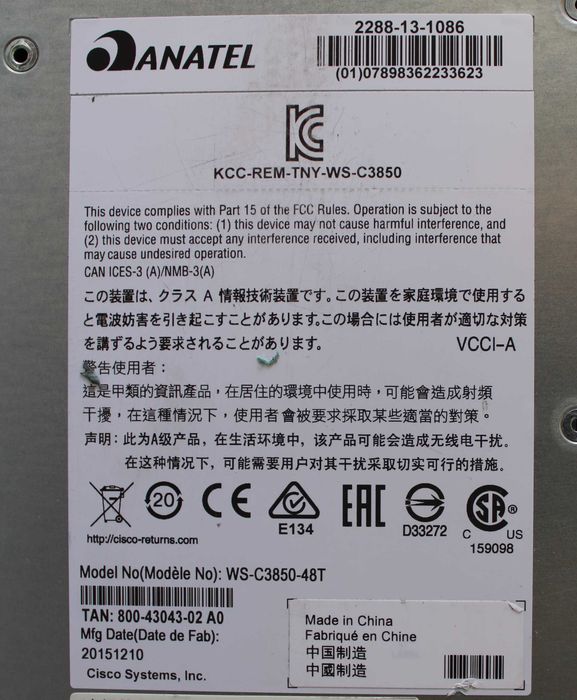 ANATEL
2288-13-1086
(01)07898362233623
KCC-REM-TNY-WS-C3850
This device complies with Part 15 of the FCC Rules. Operation is subject to the
following two conditions: (1) this device may not cause harmful interference, and
(2) this device must accept any interference received, including interference that
may cause undesired operation.
CAN ICES-3 (A)/NMB-3(A)
この装置は、クラス A 情報技術装置です。この装置を家庭環境で使用する
と電波妨害を引き起こすことがあります。この場合には使用者が適切な対策
を講ずるよう要求されることがあります。 VCCI-A
警告使用者：
這是甲類的資訊產品，在居住的環境中使用時，可能會造成射頻
干擾，在這種情況下，使用者會被要求採取某些適當的對策。
声明：此为A级产品，在生活环境中，该产品可能会造成无线电干扰。
在这种情况下，可能需要用户对其干扰采取切实可行的措施。
20 CE EAC SA®
E134 D33272 C US
http://cisco-returns.com 159098
Model No(Modèle No): WS-C3850-48T
TAN: 800-43043-02 A0
Mfg Date(Date de Fab):
20151210
Cisco Systems, Inc.
Made in China
Fabriqué en Chine
中国制造
中國製造